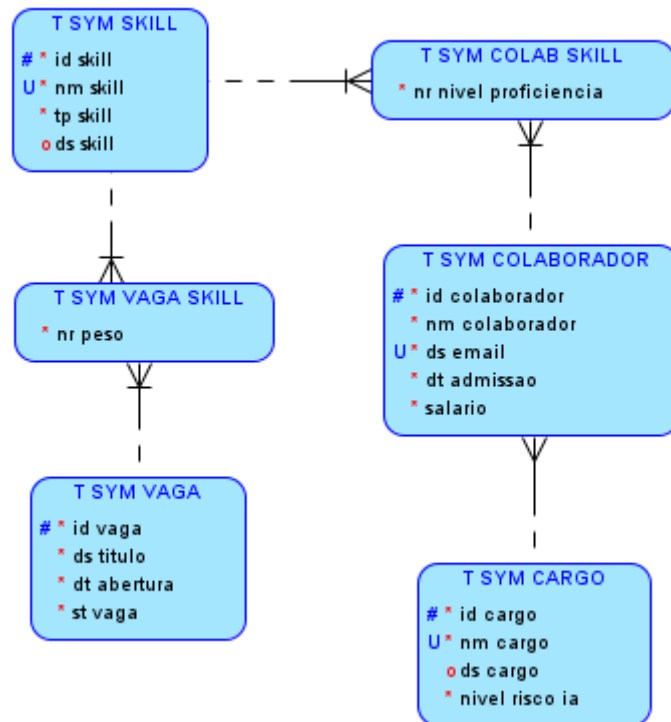 T SYM SKILL
# * id skill
U * nm skill
* tp skill
o ds skill
T SYM COLAB SKILL
* nr nivel proficiencia
T SYM VAGA SKILL
* nr peso
T SYM COLABORADOR
# * id colaborador
* nm colaborador
U * ds email
* dt admissao
* salario
T SYM VAGA
# * id vaga
* ds titulo
* dt abertura
* st vaga
T SYM CARGO
# * id cargo
U * nm cargo
o ds cargo
* nivel risco ia